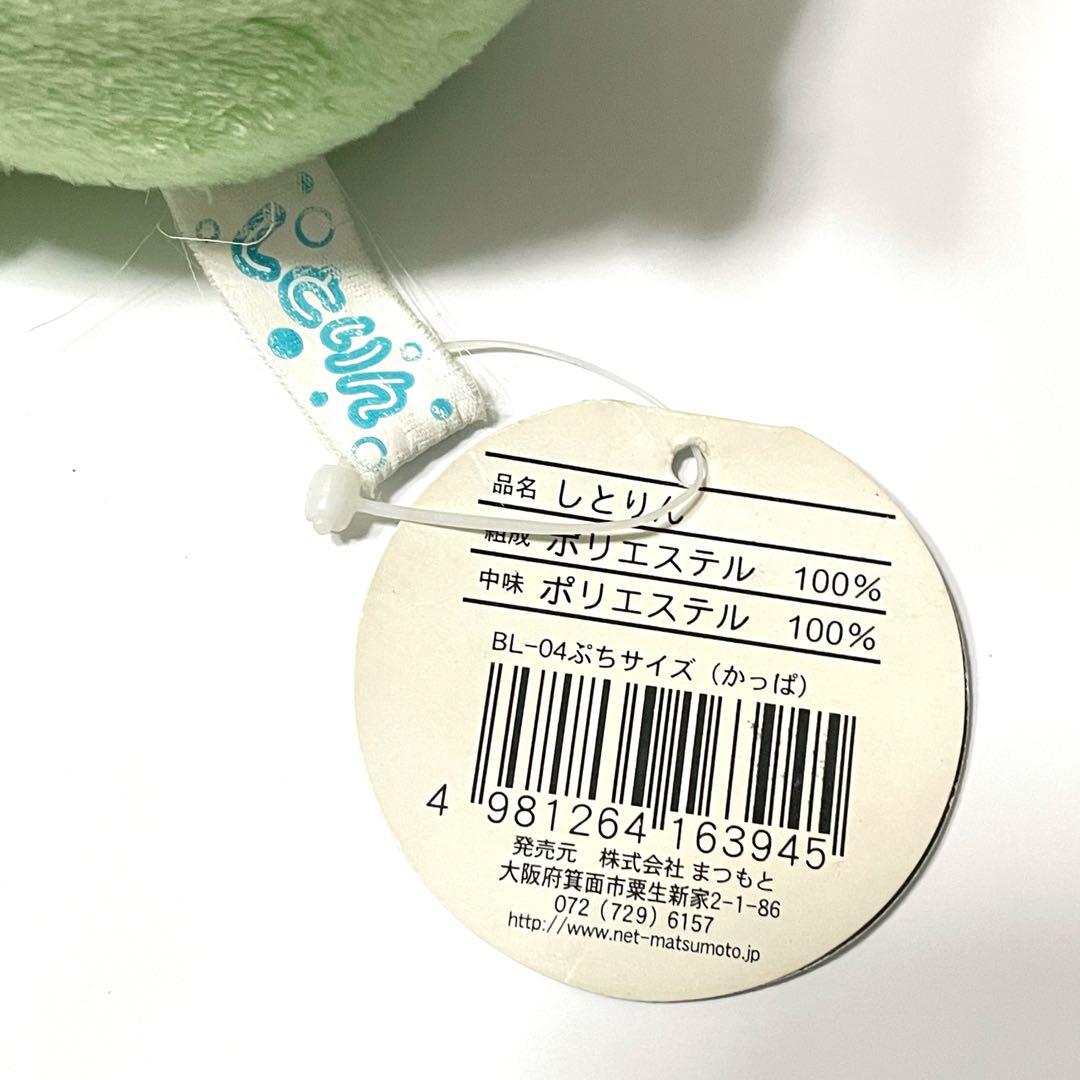 しとりん
品名 しとりん
組成 ポリエステル 100%
中味 ポリエステル 100%
BL-04ぷちサイズ（かっぱ）
4 981264 163945
発売元 株式会社 まつもと
大阪府箕面市粟生新家2-1-86
072（729）6157
http://www.net-matsumoto.jp